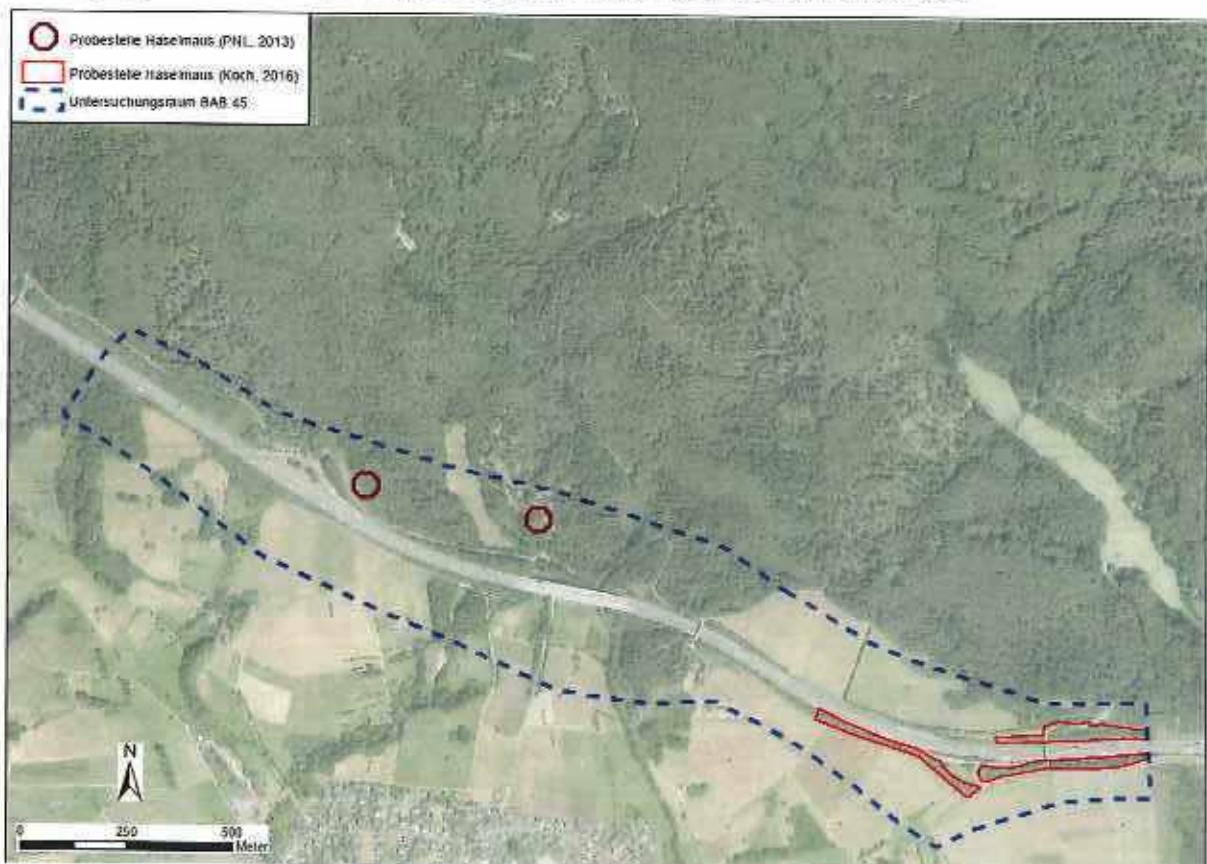 Probestelle Haselmaus (PNL, 2013)
Probestelle Haselmaus (Koch, 2016)
Untersuchungsraum BAB 45
N
0 250 500
Meter